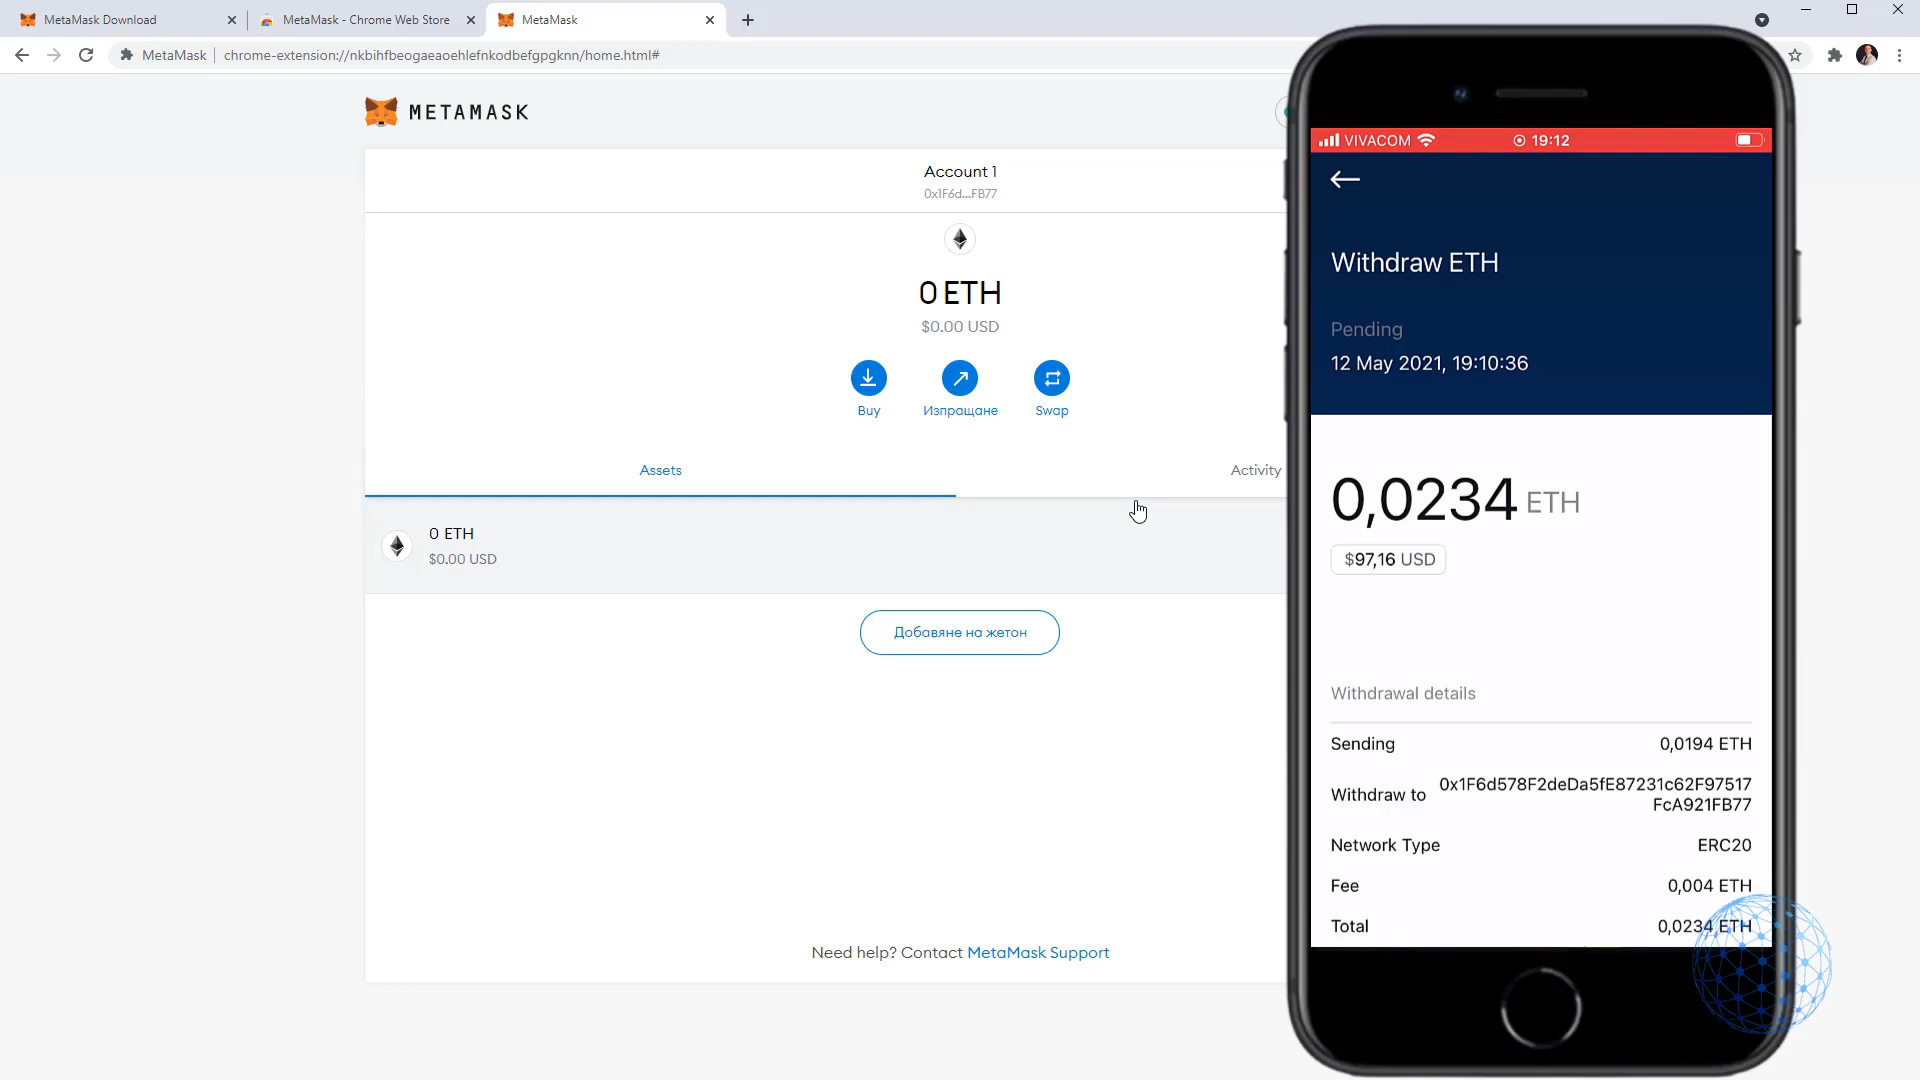 MetaMask Download
MetaMask - Chrome Web Store
MetaMask
MetaMask
chrome-extension://nkbihfbeogaeaoehlefnkodbefgpgknn/home.html#
METAMASK
Account 1
0x1F6d...FB77
0 ETH
$0.00 USD
Buy
Изпращане
Swap
Assets
Activity
0 ETH
$0.00 USD
Добавяне на жетон
Need help? Contact MetaMask Support
VIVACOM
19:12
Withdraw ETH
Pending
12 May 2021, 19:10:36
0,0234 ETH
$97,16 USD
Withdrawal details
Sending
0,0194 ETH
Withdraw to
0x1F6d578F2deDa5fE87231c62F97517
FcA921FB77
Network Type
ERC20
Fee
0,004 ETH
Total
0,0234 ETH